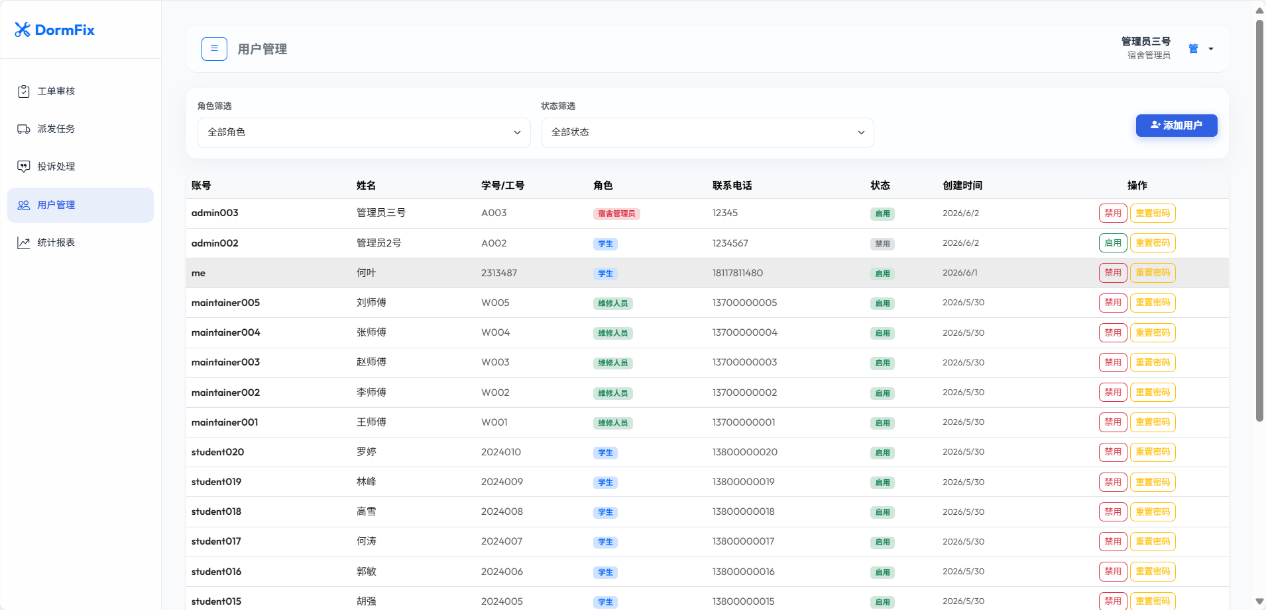 DormFix
工单审核
派发任务
投诉处理
用户管理
统计报表
用户管理
管理员三号
宿舍管理员
管
角色筛选
全部角色
状态筛选
全部状态
添加用户
账号 姓名 学号/工号 角色 联系电话 状态 创建时间 操作
admin003 管理员三号 A003 宿舍管理员 12345 启用 2026/6/2 禁用 重置密码
admin002 管理员2号 A002 学生 1234567 禁用 2026/6/2 启用 重置密码
me 何叶 2313487 学生 18117811480 启用 2026/6/1 禁用 重置密码
maintainer005 刘师傅 W005 维修人员 13700000005 启用 2026/5/30 禁用 重置密码
maintainer004 张师傅 W004 维修人员 13700000004 启用 2026/5/30 禁用 重置密码
maintainer003 赵师傅 W003 维修人员 13700000003 启用 2026/5/30 禁用 重置密码
maintainer002 李师傅 W002 维修人员 13700000002 启用 2026/5/30 禁用 重置密码
maintainer001 王师傅 W001 维修人员 13700000001 启用 2026/5/30 禁用 重置密码
student020 罗婷 2024010 学生 13800000020 启用 2026/5/30 禁用 重置密码
student019 林峰 2024009 学生 13800000019 启用 2026/5/30 禁用 重置密码
student018 高雪 2024008 学生 13800000018 启用 2026/5/30 禁用 重置密码
student017 何涛 2024007 学生 13800000017 启用 2026/5/30 禁用 重置密码
student016 郭敏 2024006 学生 13800000016 启用 2026/5/30 禁用 重置密码
student015 胡强 2024005 学生 13800000015 启用 2026/5/30 禁用 重置密码